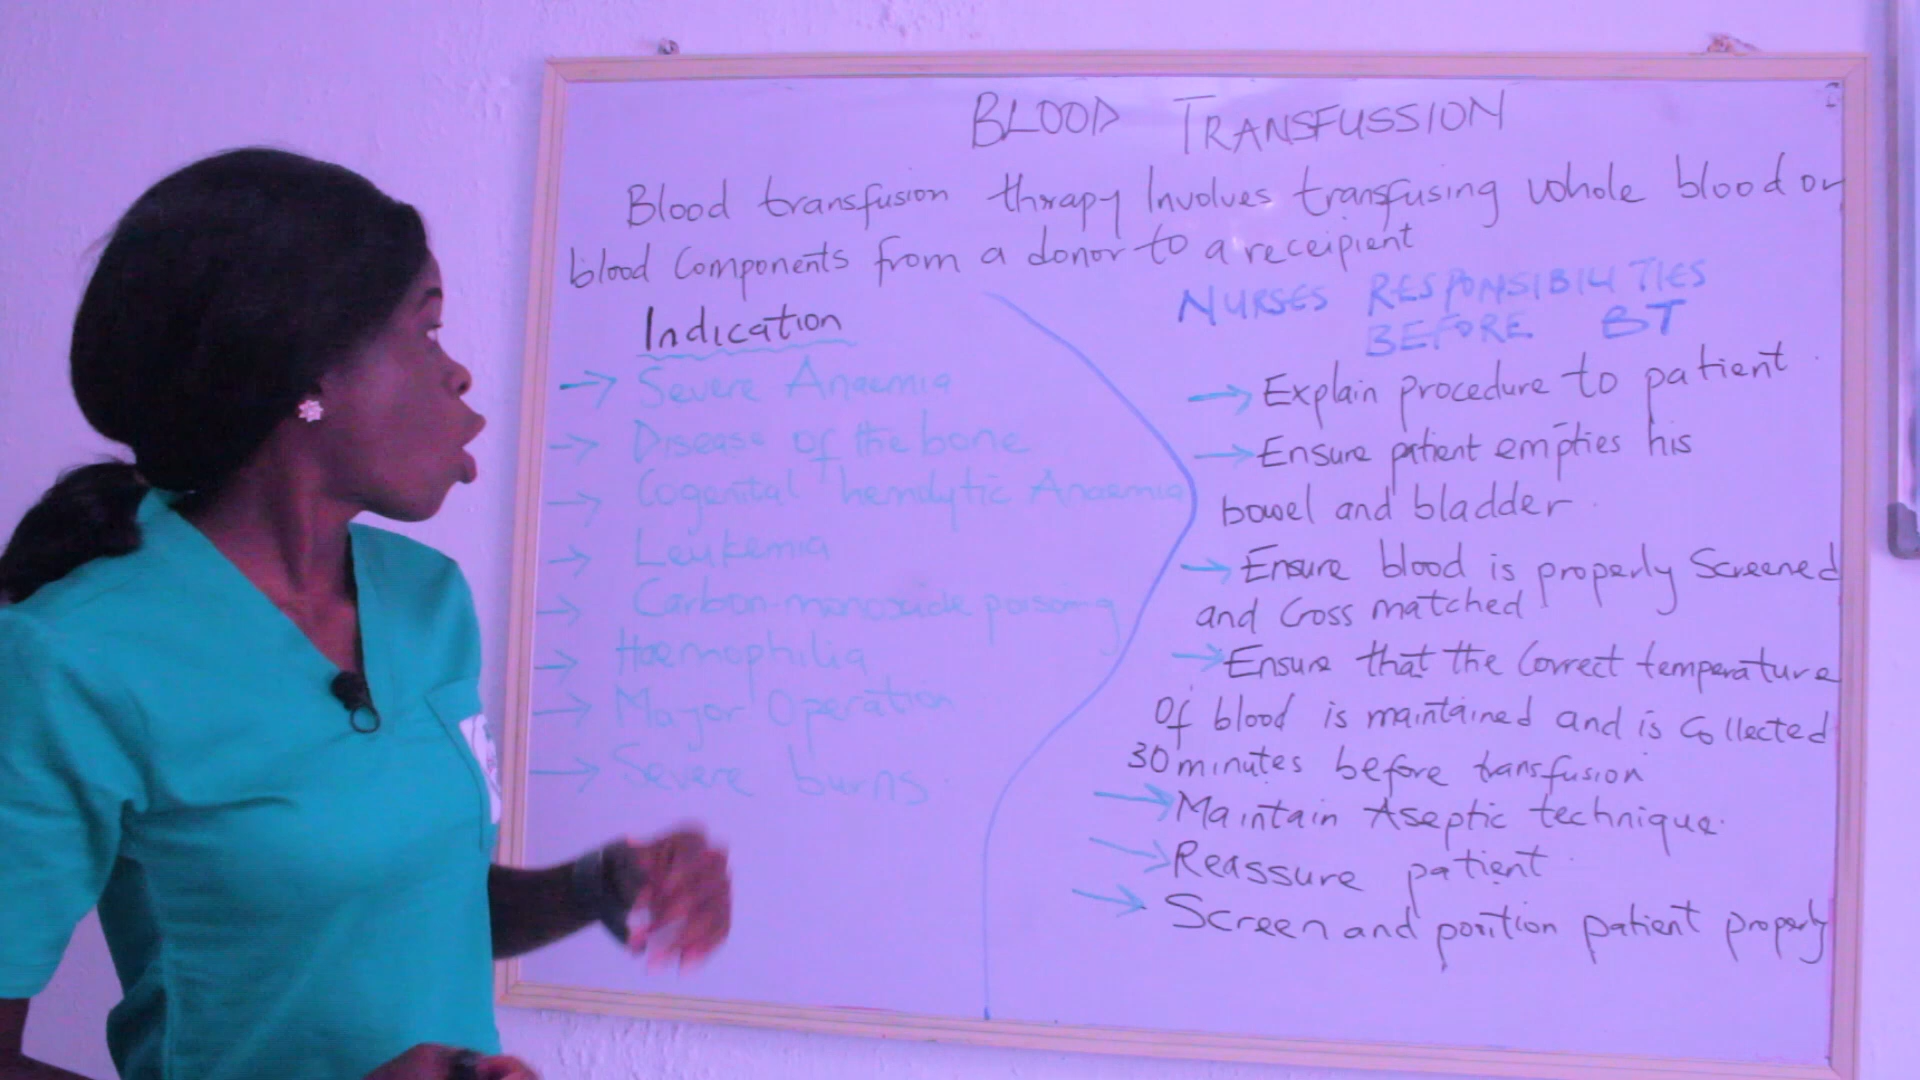 BLOOD TRANSFUSSION
Blood transfusion thrapy Involves transfusing whole blood or
blood Components from a donor to a receipient
Indication
→ Severe Anaemia
→ Disease of the bone
→ Cogenital hemolytic Anaemia
→ Leukemia
→ Carbon monoxide poisong
→ Haemophilia
→ Major Operation
→ Severe burns.
NURSES RESPONSIBILITIES
BEFORE BT
→ Explain procedure to patient
→ Ensure patient empties his
bowel and bladder
→ Ensure blood is properly Screened
and Cross matched
→ Ensure that the Correct temperature
Of blood is maintained and is Collected
30 minutes before transfusion
→ Maintain Aseptic technique.
→ Reassure patient
→ Screen and position patient properly